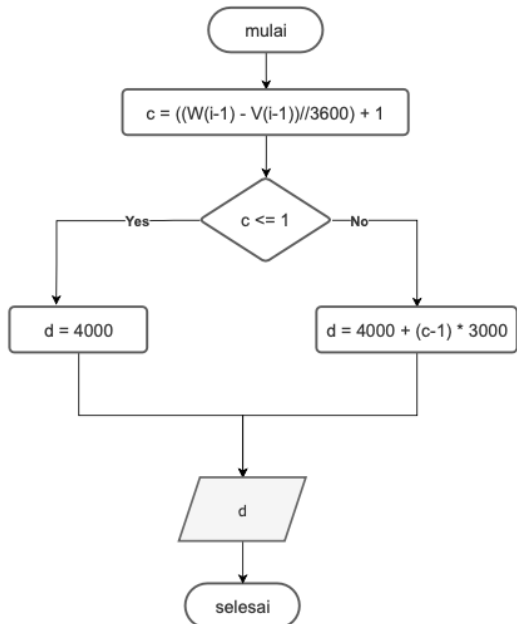 mulai
c = ((W(i-1) - V(i-1))//3600) + 1
c <= 1
Yes
No
d = 4000
d = 4000 + (c-1) * 3000
d
selesai